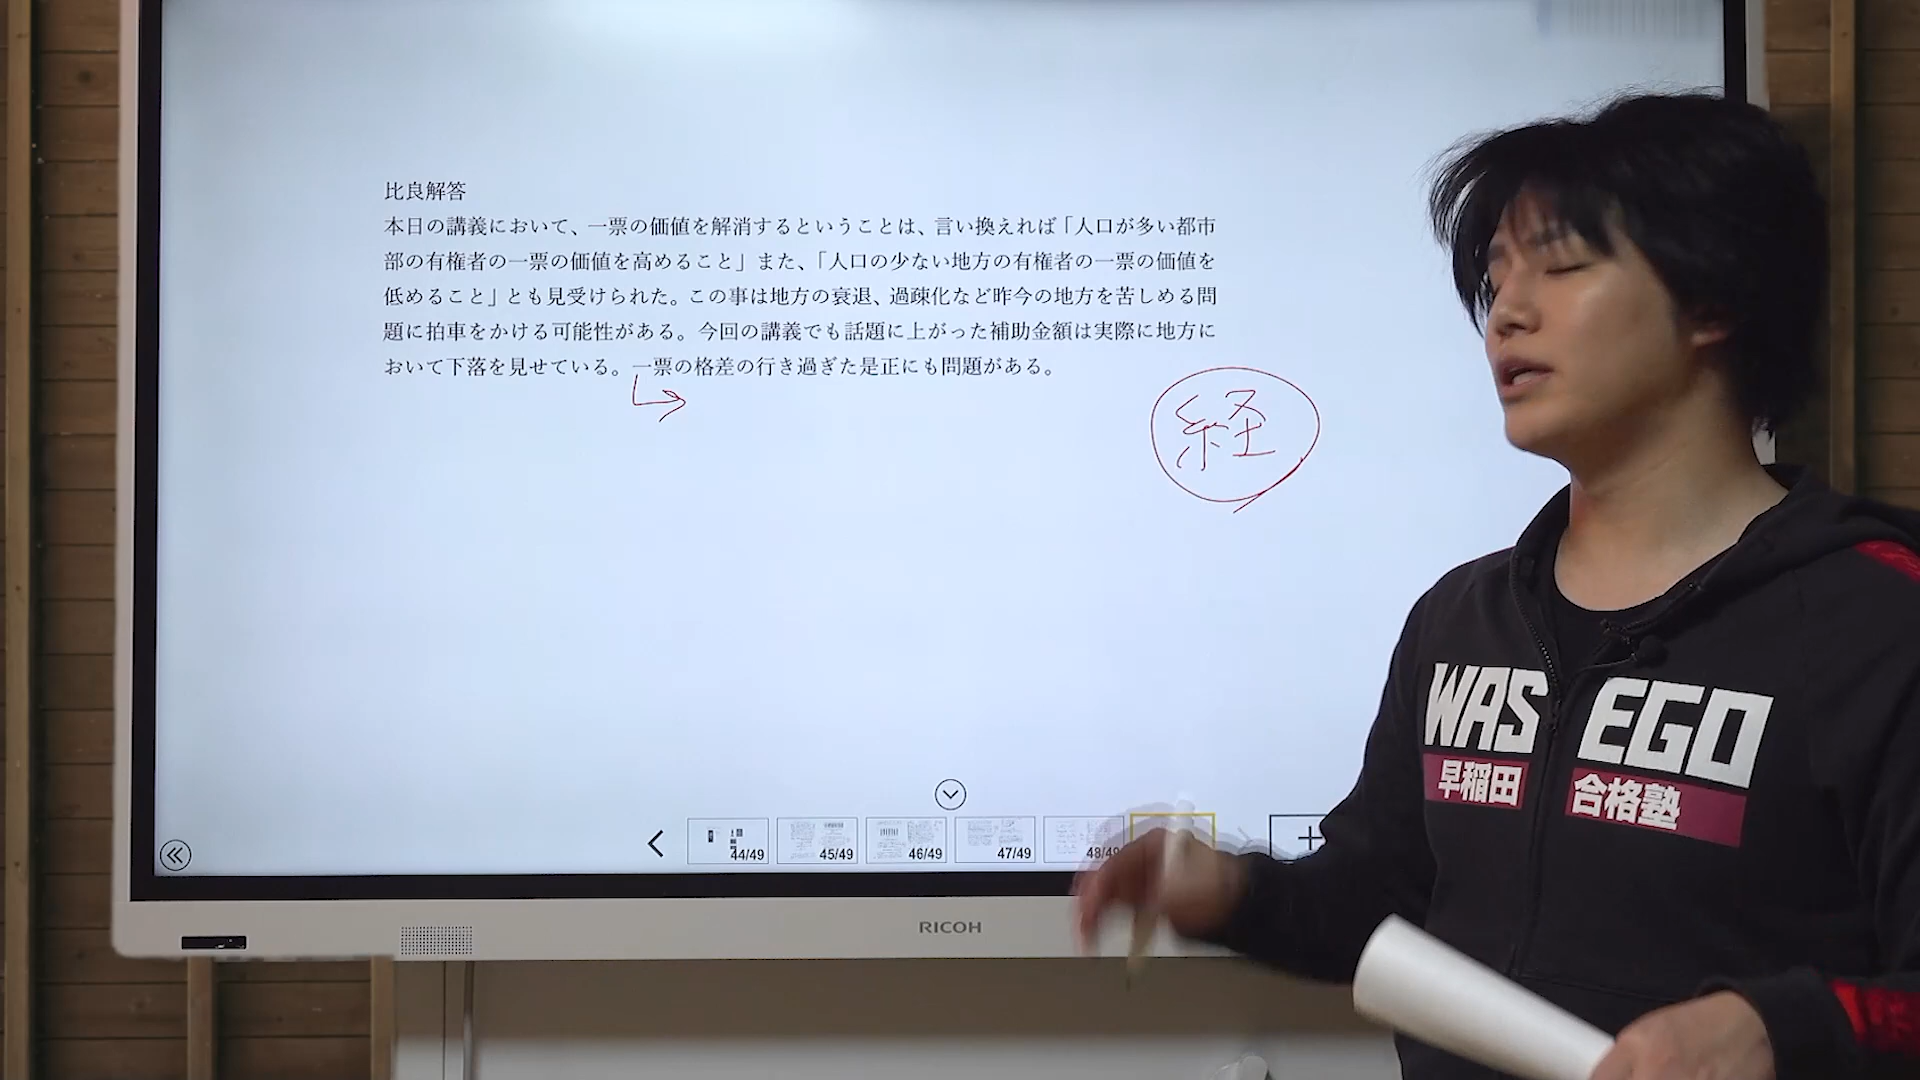 比良解答
本日の講義において、一票の価値を解消するということは、言い換えれば「人口が多い都市
部の有権者の一票の価値を高めること」また、「人口の少ない地方の有権者の一票の価値を
低めること」とも見受けられた。この事は地方の衰退、過疎化など昨今の地方を苦しめる問
題に拍車をかける可能性がある。今回の講義でも話題に上がった補助金額は実際に地方に
おいて下落を見せている。一票の格差の行き過ぎた是正にも問題がある。
経
44/49
45/49
46/49
47/49
48/49
RICOH
WAS EGO
早稲田 合格塾